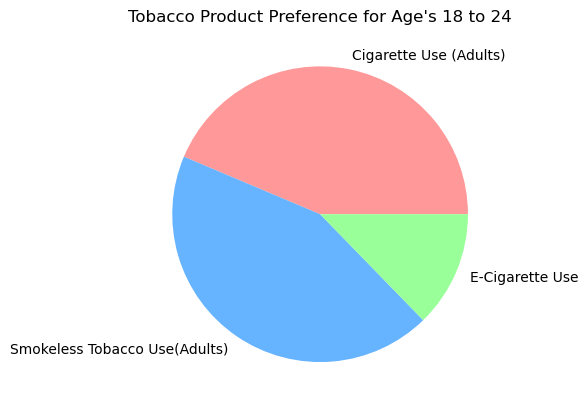 Tobacco Product Preference for Age's 18 to 24
Cigarette Use (Adults)
E-Cigarette Use
Smokeless Tobacco Use(Adults)